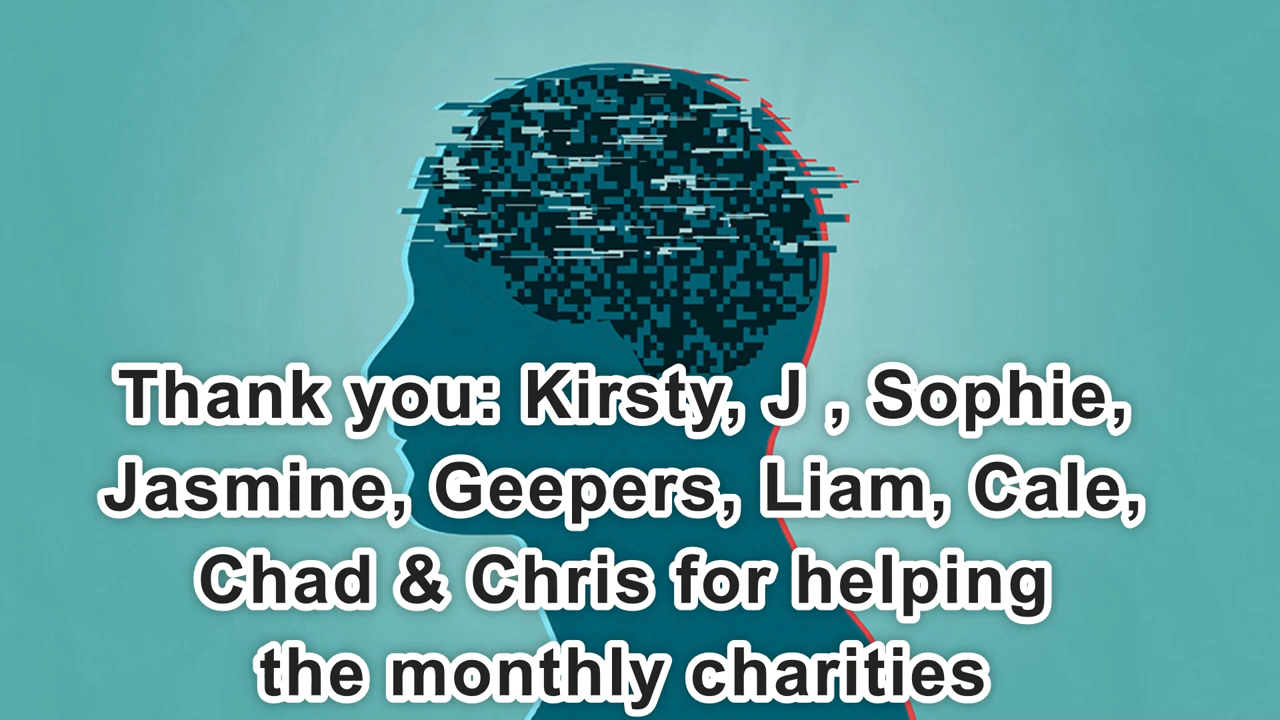 Thank you: Kirsty, J , Sophie,
Jasmine, Geepers, Liam, Cale,
Chad & Chris for helping
the monthly charities